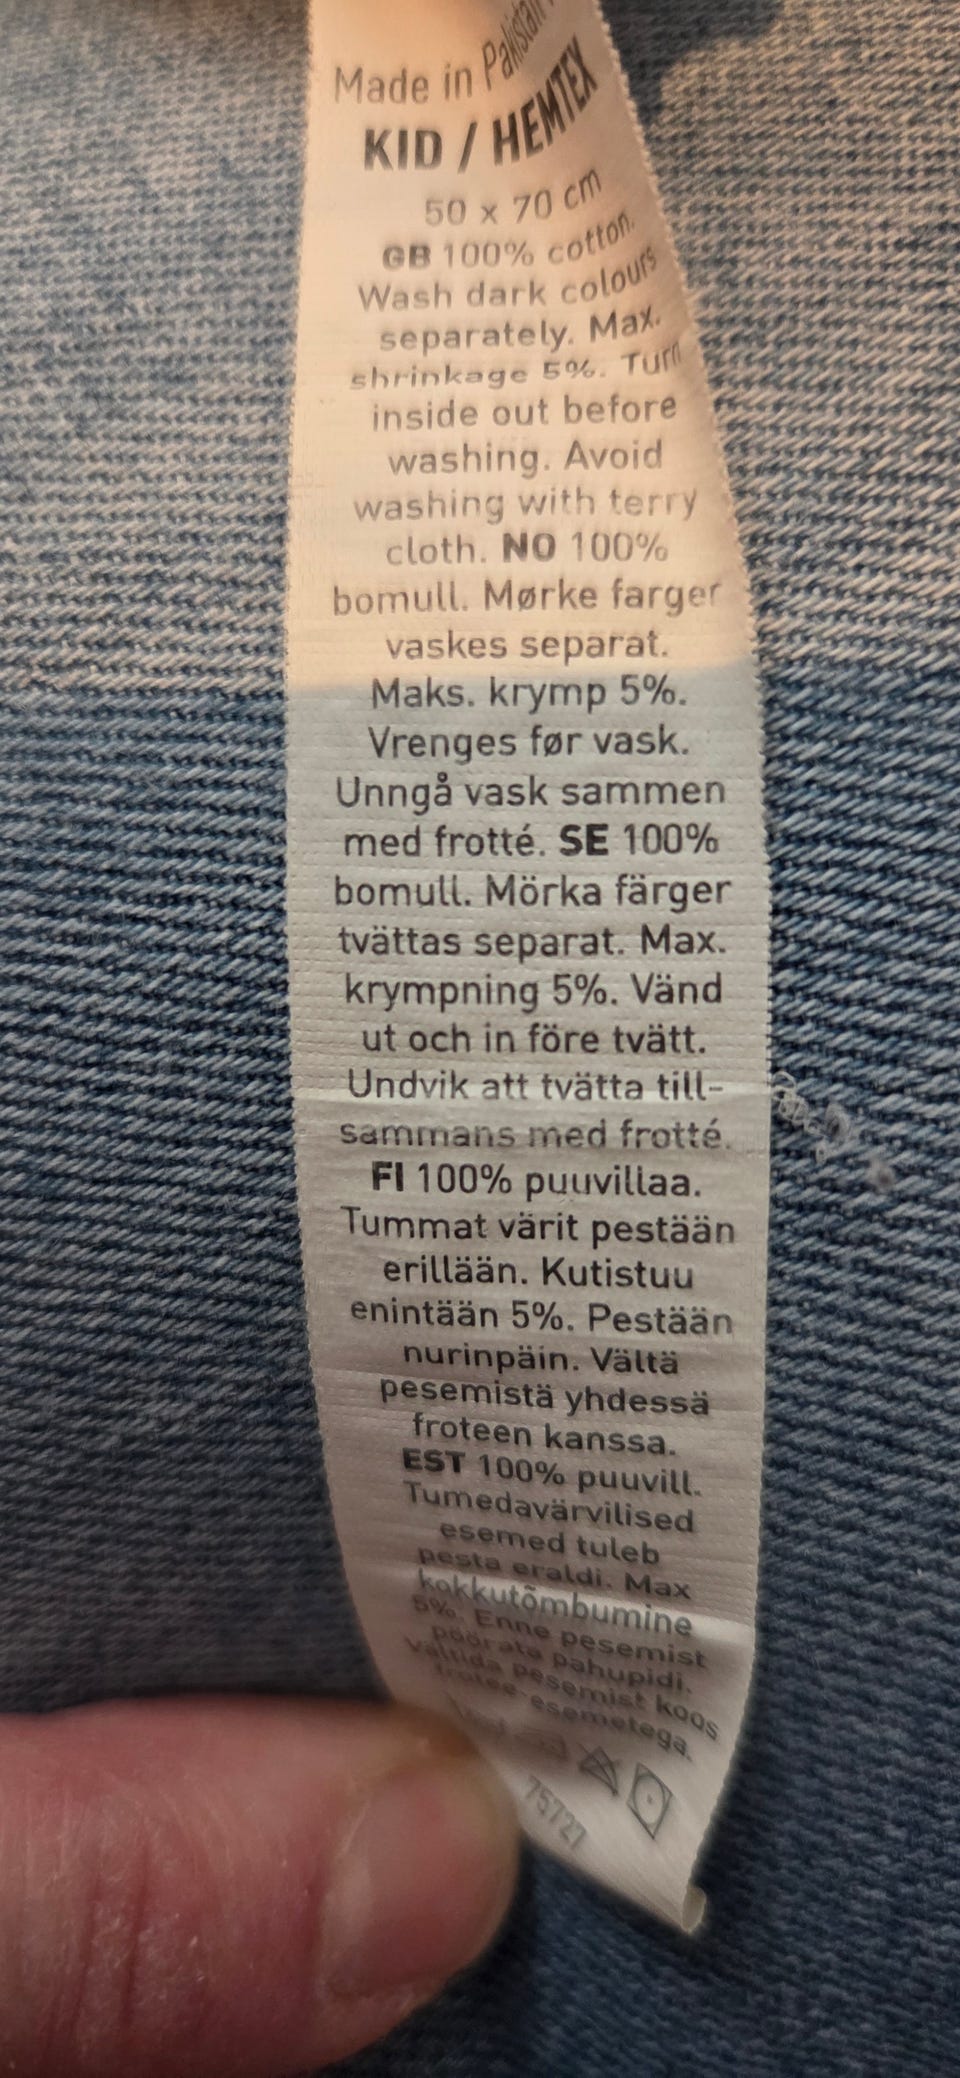 Made in Pakistan
KID / HEMTEX
50 x 70 cm
GB 100% cotton.
Wash dark colours
separately. Max.
shrinkage 5%. Turn
inside out before
washing. Avoid
washing with terry
cloth. NO 100%
bomull. Mørke farger
vaskes separat.
Maks. krymp 5%.
Vrenges før vask.
Unngå vask sammen
med frotté. SE 100%
bomull. Mörka färger
tvättas separat. Max.
krympning 5%. Vänd
ut och in före tvätt.
Undvik att tvätta till-
sammans med frotté.
FI 100% puuvillaa.
Tummat värit pestään
erillään. Kutistuu
enintään 5%. Pestään
nurinpäin. Vältä
pesemistä yhdessä
froteen kanssa.
EST 100% puuvill.
Tumedavärvilised
esemed tuleb
pesta eraldi. Max
kokkutõmbumine
5%. Enne pesemist
pöörata pahupidi.
Vältida pesemist koos
frotee-esemetega.
75727